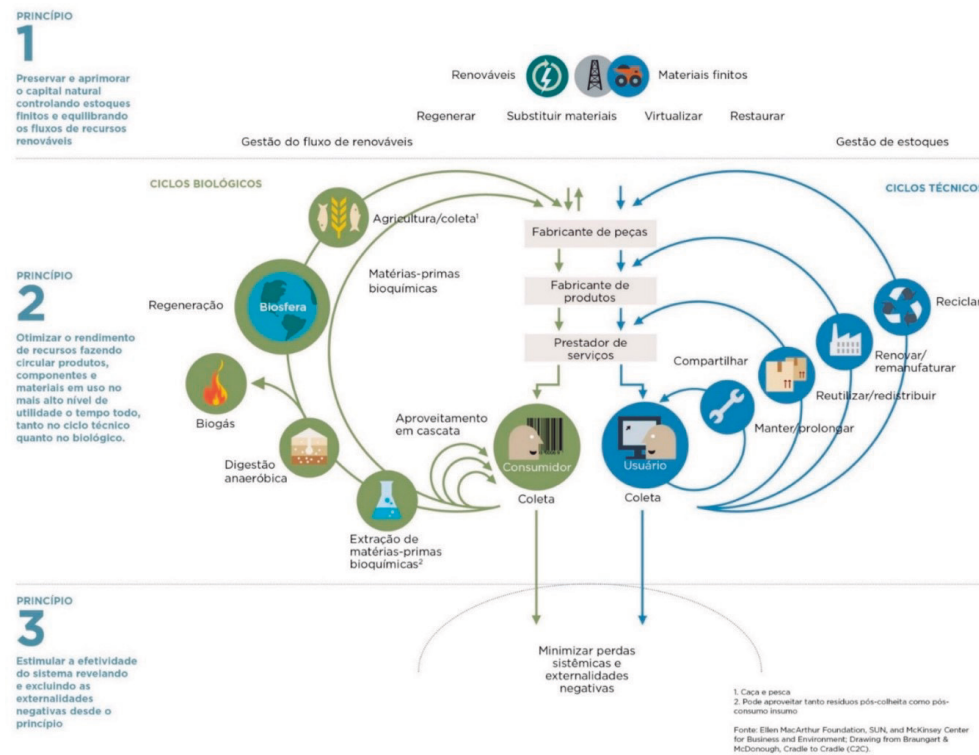 PRINCÍPIO
1
Preservar e aprimorar
o capital natural
controlando estoques
finitos e equilibrando
os fluxos de recursos
renováveis
Renováveis
Materiais finitos
Regenerar
Substituir materiais
Virtualizar
Restaurar
Gestão do fluxo de renováveis
Gestão de estoques
PRINCÍPIO
2
Otimizar o rendimento
de recursos fazendo
circular produtos,
componentes e
materiais em uso no
mais alto nível de
utilidade o tempo todo,
tanto no ciclo técnico
quanto no biológico.
CICLOS BIOLÓGICOS
CICLOS TÉCNICOS
Agricultura/coleta¹
Matérias-primas
bioquímicas
Regeneração
Biosfera
Biogás
Digestão
anaeróbica
Extração de
matérias-primas
bioquímicas²
Aproveitamento
em cascata
Fabricante de peças
Fabricante de
produtos
Prestador de
serviços
Consumidor
Coleta
Usuário
Coleta
Compartilhar
Manter/prolongar
Reutilizar/redistribuir
Renovar/
remanufaturar
Reciclar
PRINCÍPIO
3
Estimular a efetividade
do sistema revelando
e excluindo as
externalidades
negativas desde o
princípio
Minimizar perdas
sistêmicas e
externalidades
negativas
1. Caça e pesca
2. Pode aproveitar tanto resíduos pós-colheita como pós-
consumo insumo
Fonte: Ellen MacArthur Foundation, SUN, and McKinsey Center
for Business and Environment; Drawing from Braungart &
McDonough, Cradle to Cradle (C2C).